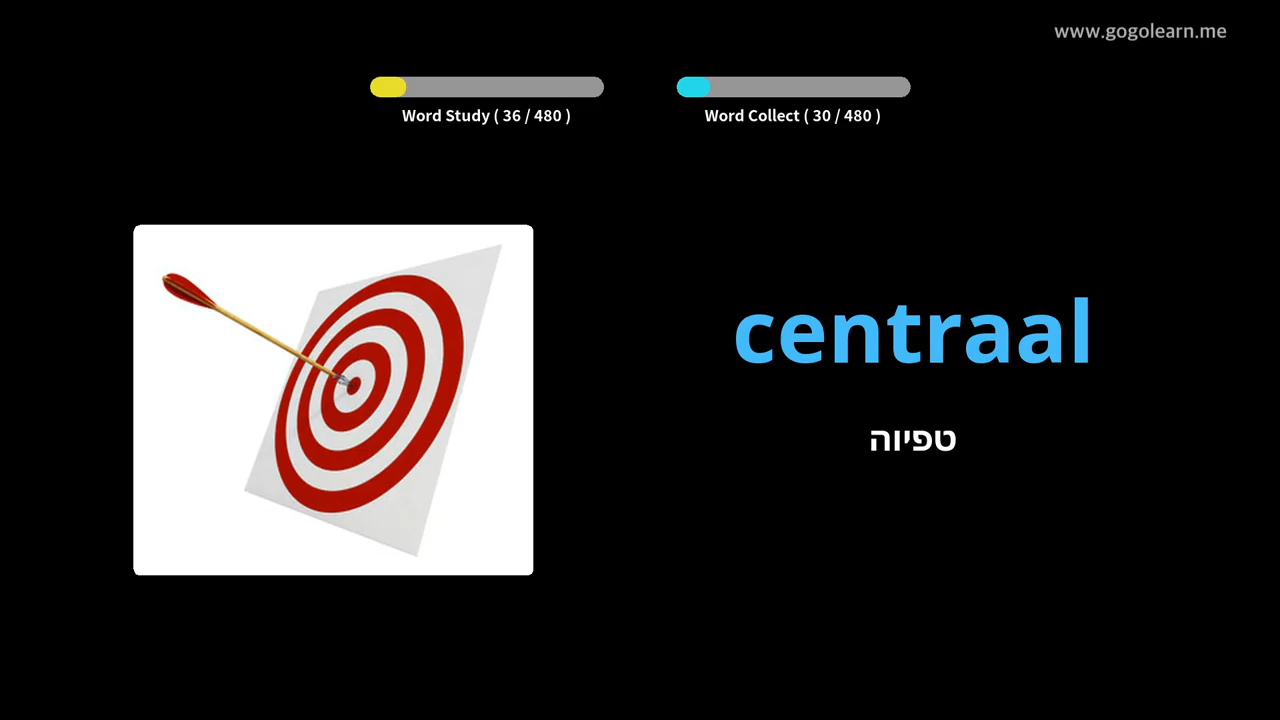 www.gogolearn.me
Word Study ( 36 / 480 )
Word Collect ( 30 / 480 )
centraal
טפיוה